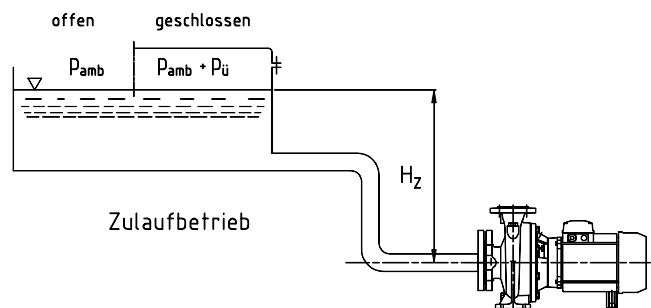 offen geschlossen
Pamb Pamb + Pü
HZ
Zulaufbetrieb